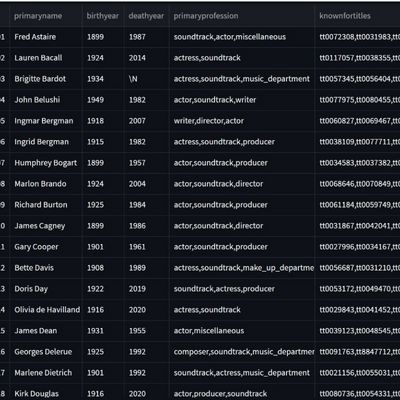 primaryname birthyear deathyear primaryprofession knownfortitles
1 Fred Astaire 1899 1987 soundtrack,actor,miscellaneous tt0072308,tt0031983,tt
2 Lauren Bacall 1924 2014 actress,soundtrack tt0117057,tt0038355,tt
3 Brigitte Bardot 1934 \N actress,soundtrack,music_department tt0057345,tt0056404,tt
4 John Belushi 1949 1982 actor,soundtrack,writer tt0077975,tt0080455,tt
5 Ingmar Bergman 1918 2007 writer,director,actor tt0060827,tt0069467,tt
6 Ingrid Bergman 1915 1982 actress,soundtrack,producer tt0038109,tt0077711,tt
7 Humphrey Bogart 1899 1957 actor,soundtrack,producer tt0034583,tt0037382,tt
8 Marlon Brando 1924 2004 actor,soundtrack,director tt0068646,tt0070849,tt
9 Richard Burton 1925 1984 actor,soundtrack,producer tt0061184,tt0059749,tt
James Cagney 1899 1986 actor,soundtrack,director tt0031867,tt0042041,tt
1 Gary Cooper 1901 1961 actor,soundtrack,producer tt0027996,tt0034167,tt
2 Bette Davis 1908 1989 actress,soundtrack,make_up_departme tt0056687,tt0031210,tt
3 Doris Day 1922 2019 soundtrack,actress,producer tt0053172,tt0049470,tt
4 Olivia de Havilland 1916 2020 actress,soundtrack tt0029843,tt0041452,tt
5 James Dean 1931 1955 actor,miscellaneous tt0039123,tt0048545,tt
6 Georges Delerue 1925 1992 composer,soundtrack,music_departmer tt0091763,tt8847712,tt
7 Marlene Dietrich 1901 1992 soundtrack,actress,music_department tt0021156,tt0055031,tt
8 Kirk Douglas 1916 2020 actor,producer,soundtrack tt0080736,tt0054331,tt